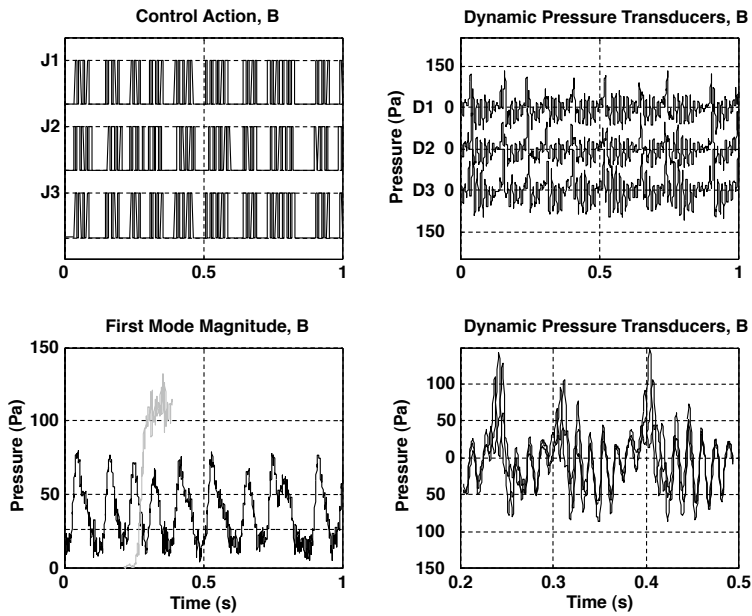 Control Action, B
J1
J2
J3
0
0.5
1
Dynamic Pressure Transducers, B
Pressure (Pa)
150
D1 0
D2 0
D3 0
150
0
0.5
1
First Mode Magnitude, B
Pressure (Pa)
150
100
50
0
0
0.5
1
Time (s)
Dynamic Pressure Transducers, B
Pressure (Pa)
100
50
0
50
100
150
0.2
0.3
0.4
0.5
Time (s)